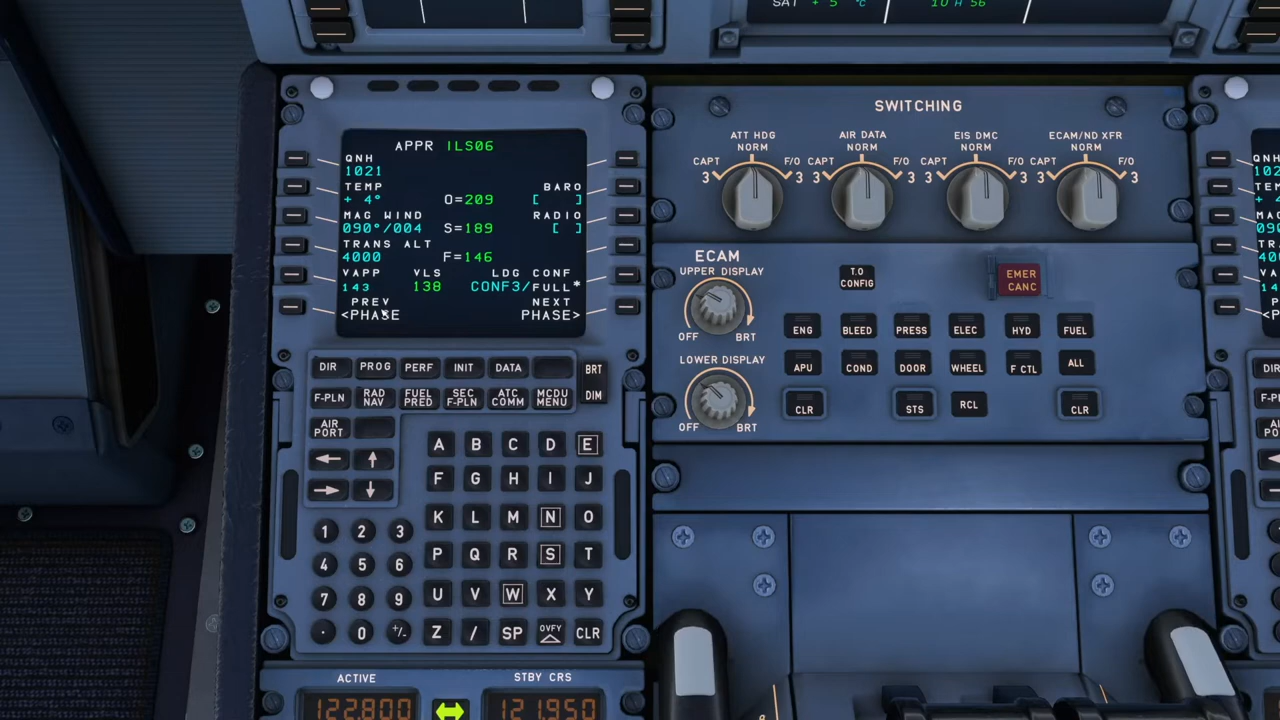 SAT + 5 °C
10 H 56
APPR ILS06
QNH
1021
TEMP
+ 4° O=209
BARO
[ ]
MAG WIND
090°/004 S=189
RADIO
[ ]
TRANS ALT
4000 F=146
VAPP VLS LDG CONF
143 138 CONF3/FULL*
PREV NEXT
<PHASE PHASE>
DIR PROG PERF INIT DATA
BRT
DIM
F-PLN RAD NAV FUEL PRED SEC F-PLN ATC COMM MCDU MENU
AIR PORT
← ↑
→ ↓
A B C D E
F G H I J
K L M N O
P Q R S T
U V W X Y
Z / SP OVFY CLR
1 2 3
4 5 6
7 8 9
. 0 +/-
ACTIVE
122.800
STBY CRS
121.950
SWITCHING
ATT HDG
NORM
CAPT F/O
3 3
AIR DATA
NORM
CAPT F/O
3 3
EIS DMC
NORM
CAPT F/O
3 3
ECAM/ND XFR
NORM
CAPT F/O
3 3
ECAM
UPPER DISPLAY
OFF BRT
LOWER DISPLAY
OFF BRT
T.O
CONFIG
EMER
CANC
ENG BLEED PRESS ELEC HYD FUEL
APU COND DOOR WHEEL F CTL ALL
CLR STS RCL CLR